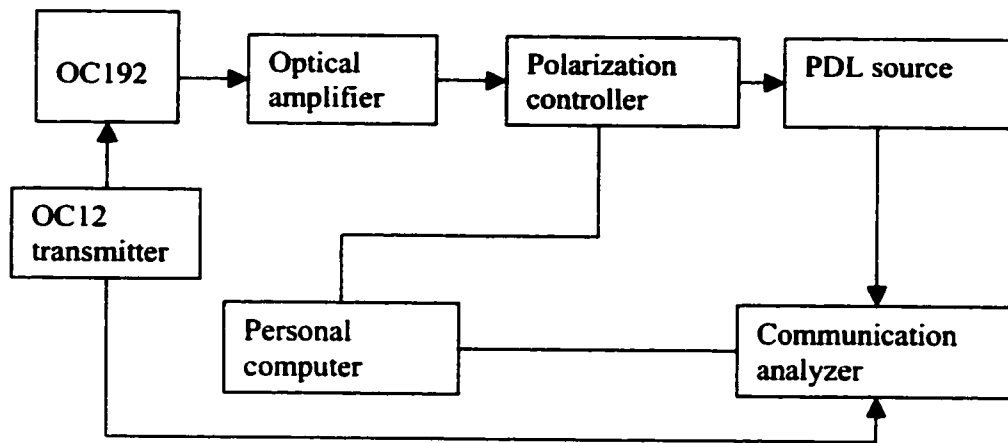 OC192
Optical
amplifier
Polarization
controller
PDL source
OC12
transmitter
Personal
computer
Communication
analyzer